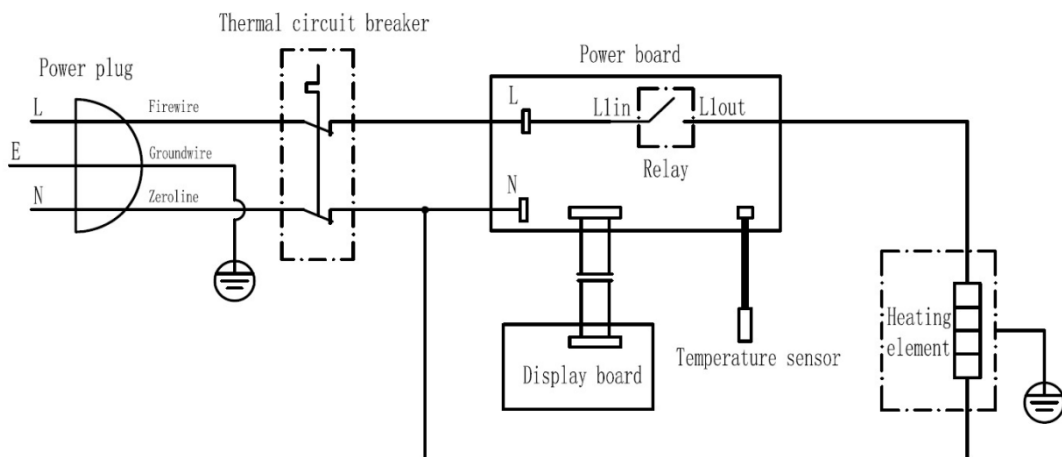 Thermal circuit breaker
Power plug
Power board
L
Firewire
L
L1in
L1out
E
Groundwire
Relay
N
Zeroline
N
Heating
element
Temperature sensor
Display board